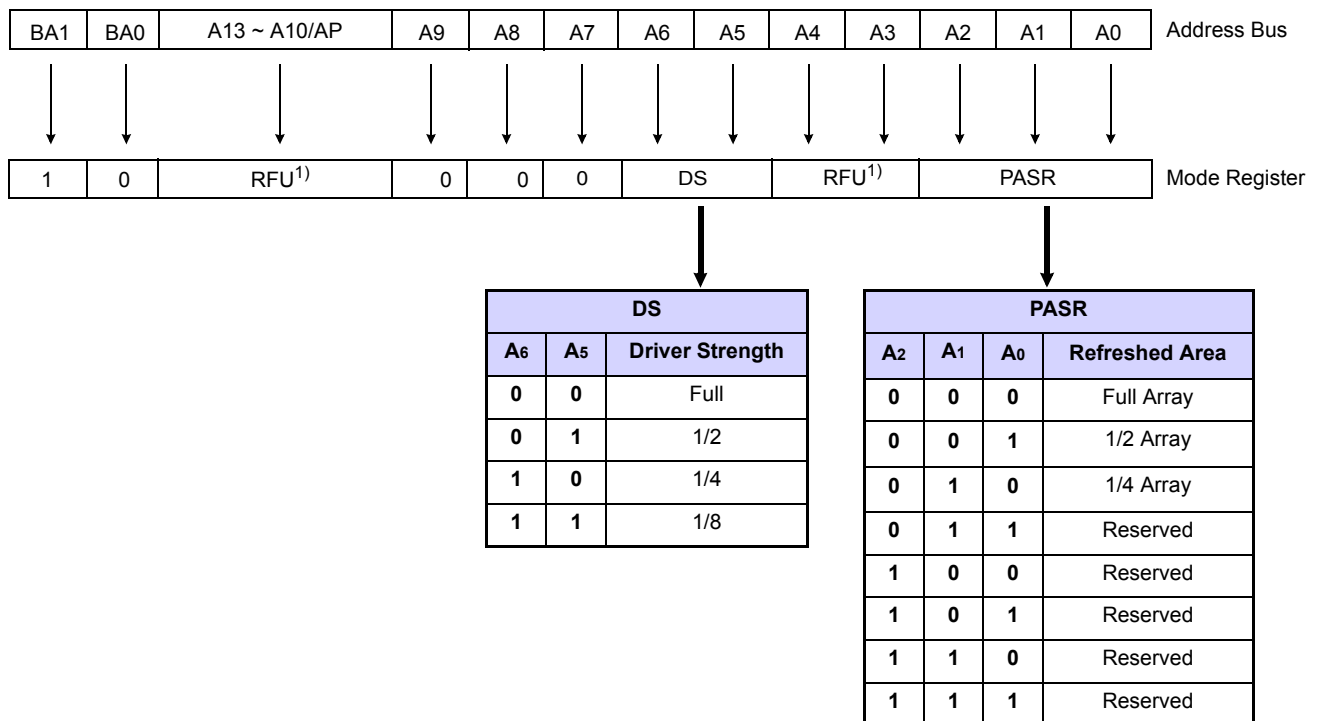 BA1 BA0 A13 ~ A10/AP A9 A8 A7 A6 A5 A4 A3 A2 A1 A0 Address Bus
1 0 RFU1) 0 0 0 DS RFU1) PASR Mode Register
DS
A6 A5 Driver Strength
0 0 Full
0 1 1/2
1 0 1/4
1 1 1/8
PASR
A2 A1 A0 Refreshed Area
0 0 0 Full Array
0 0 1 1/2 Array
0 1 0 1/4 Array
0 1 1 Reserved
1 0 0 Reserved
1 0 1 Reserved
1 1 0 Reserved
1 1 1 Reserved